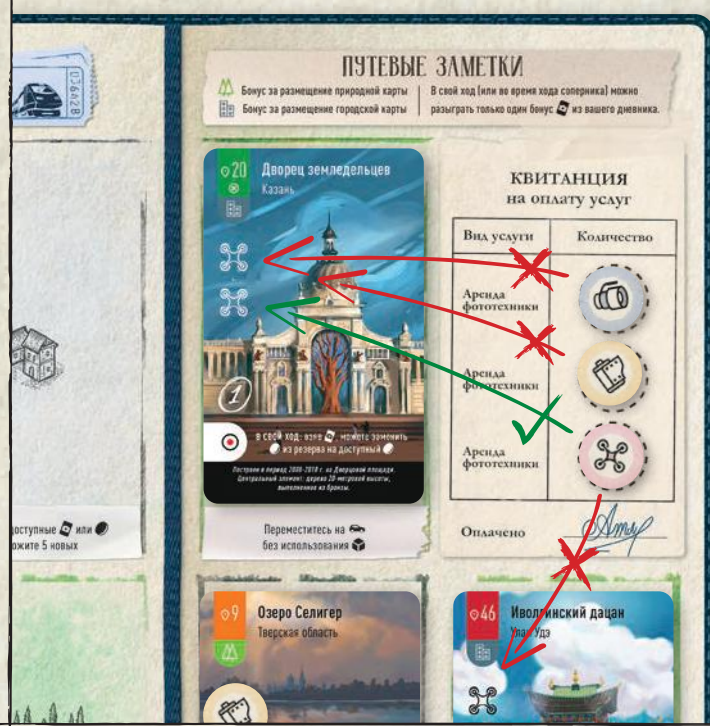 036428
ПУТЕВЫЕ ЗАМЕТКИ
Бонус за размещение природной карты
Бонус за размещение городской карты
В свой ход (или во время хода соперника) можно
разыграть только один бонус из вашего дневника.
20
Дворец земледельцев
Казань
1
В СВОЙ ХОД: взяв , можете заменить
из резерва на доступный
Построен в период 2008-2010 г. на Дворцовой площади.
Центральный элемент: дерево 20-метровой высоты,
выполненное из бронзы.
Переместитесь на
без использования
КВИТАНЦИЯ
на оплату услуг
Вид услуги
Количество
Аренда
фототехники
Аренда
фототехники
Аренда
фототехники
Оплачено
доступные или
ожите 5 новых
9
Озеро Селигер
Тверская область
46
Иволгинский дацан
Улан Удэ